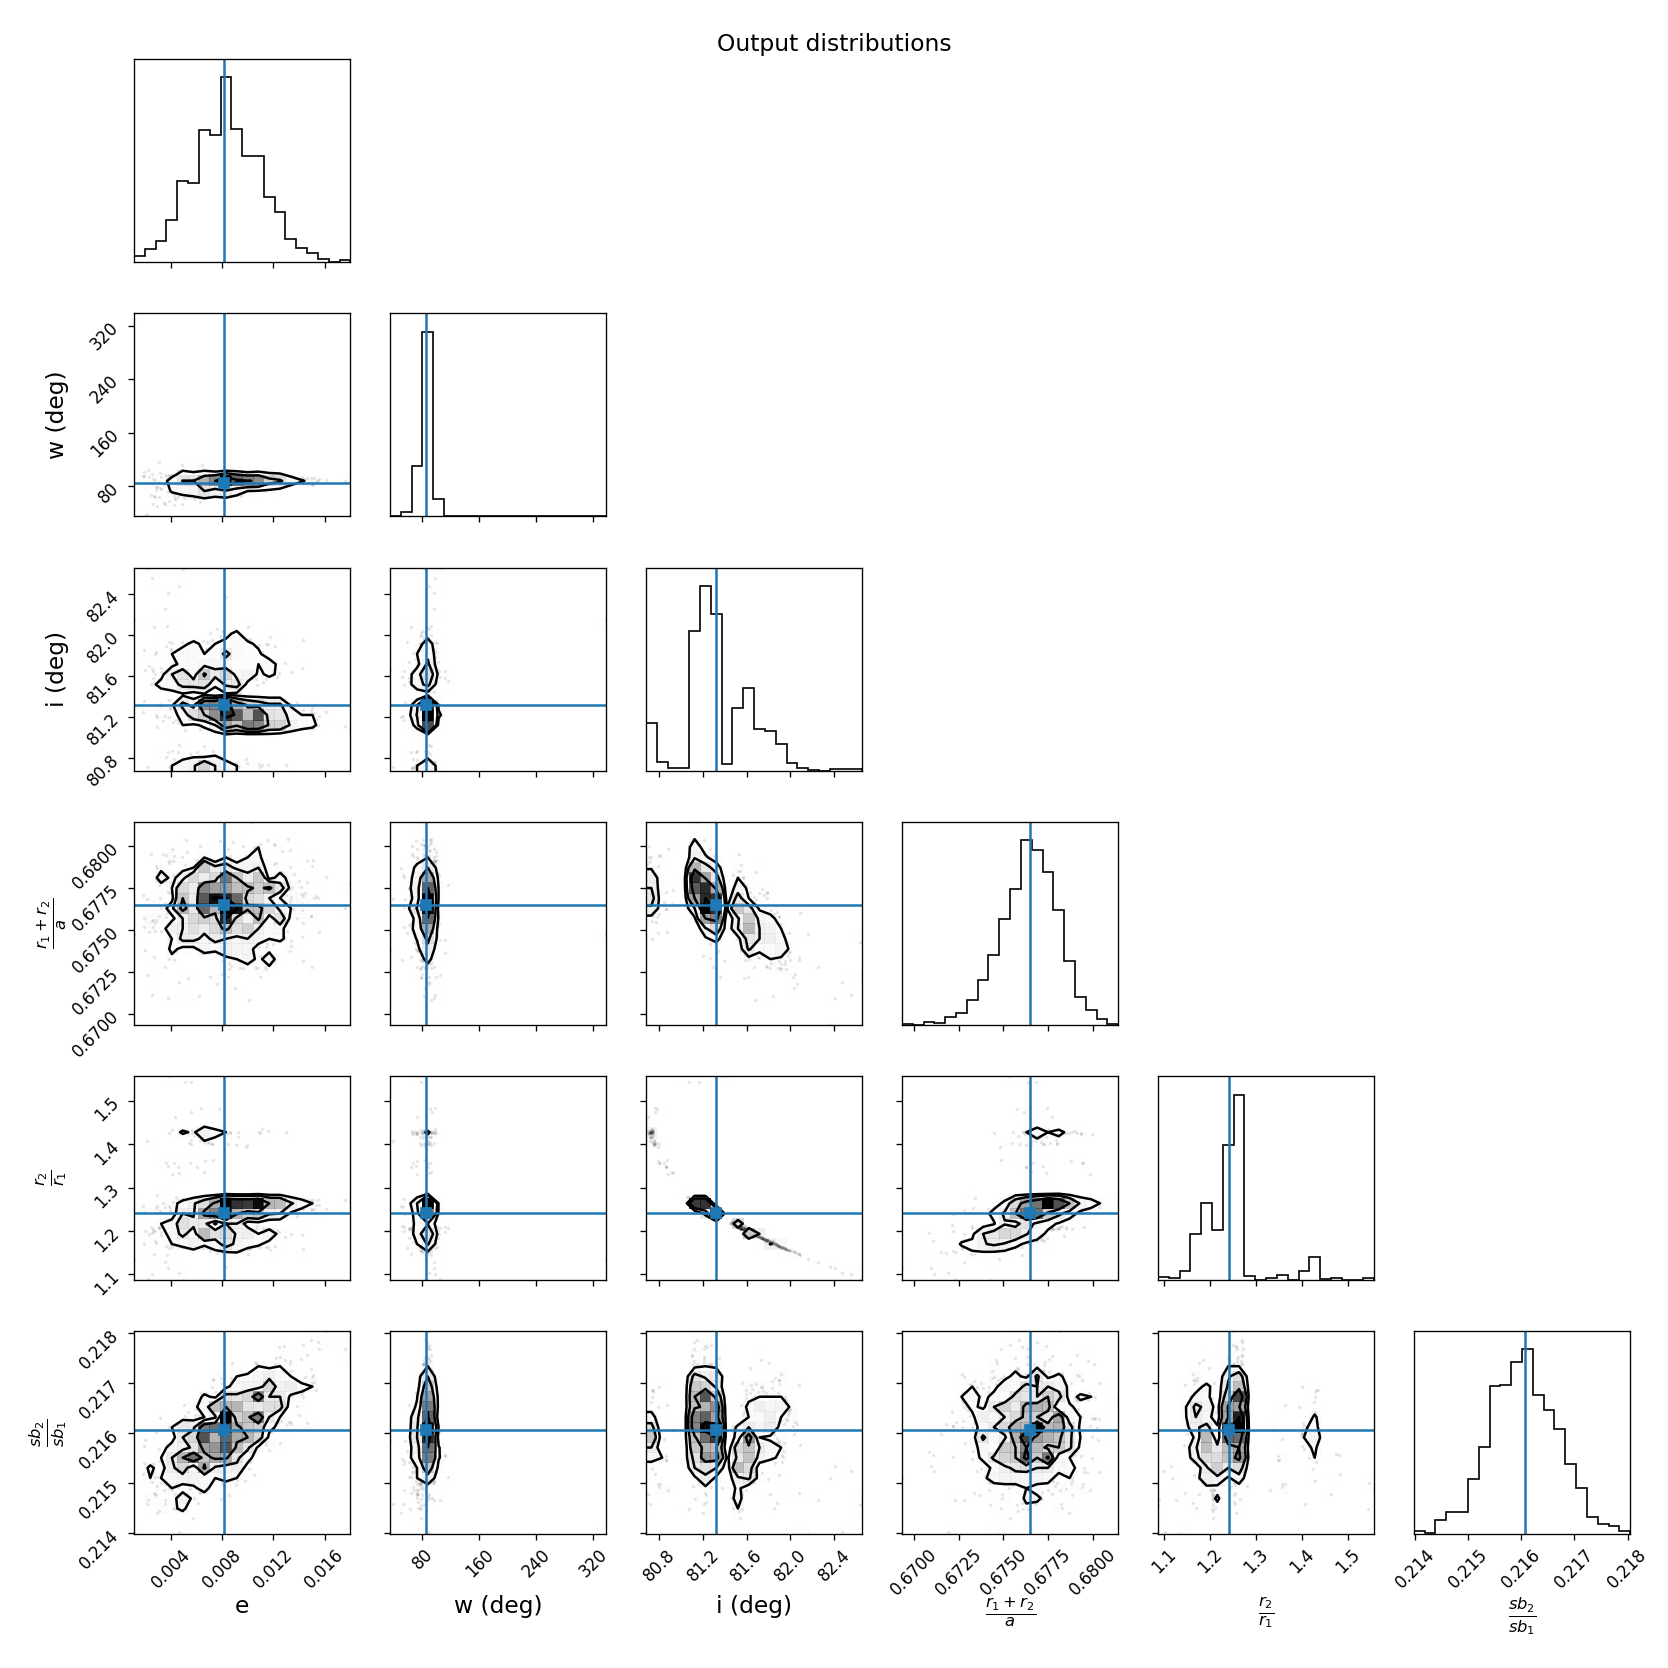 Output distributions
w (deg)
320
240
160
80
i (deg)
82.4
82.0
81.6
81.2
80.8
r₁ + r₂
a
0.6800
0.6775
0.6750
0.6725
0.6700
r₂
r₁
1.5
1.4
1.3
1.2
1.1
sb₂
sb₁
0.218
0.217
0.216
0.215
0.214
0.004 0.008 0.012 0.016
80 160 240 320
80.8 81.2 81.6 82.0 82.4
0.6700 0.6725 0.6750 0.6775 0.6800
1.1 1.2 1.3 1.4 1.5
0.214 0.215 0.216 0.217 0.218
e
w (deg)
i (deg)
r₁ + r₂
a
r₂
r₁
sb₂
sb₁